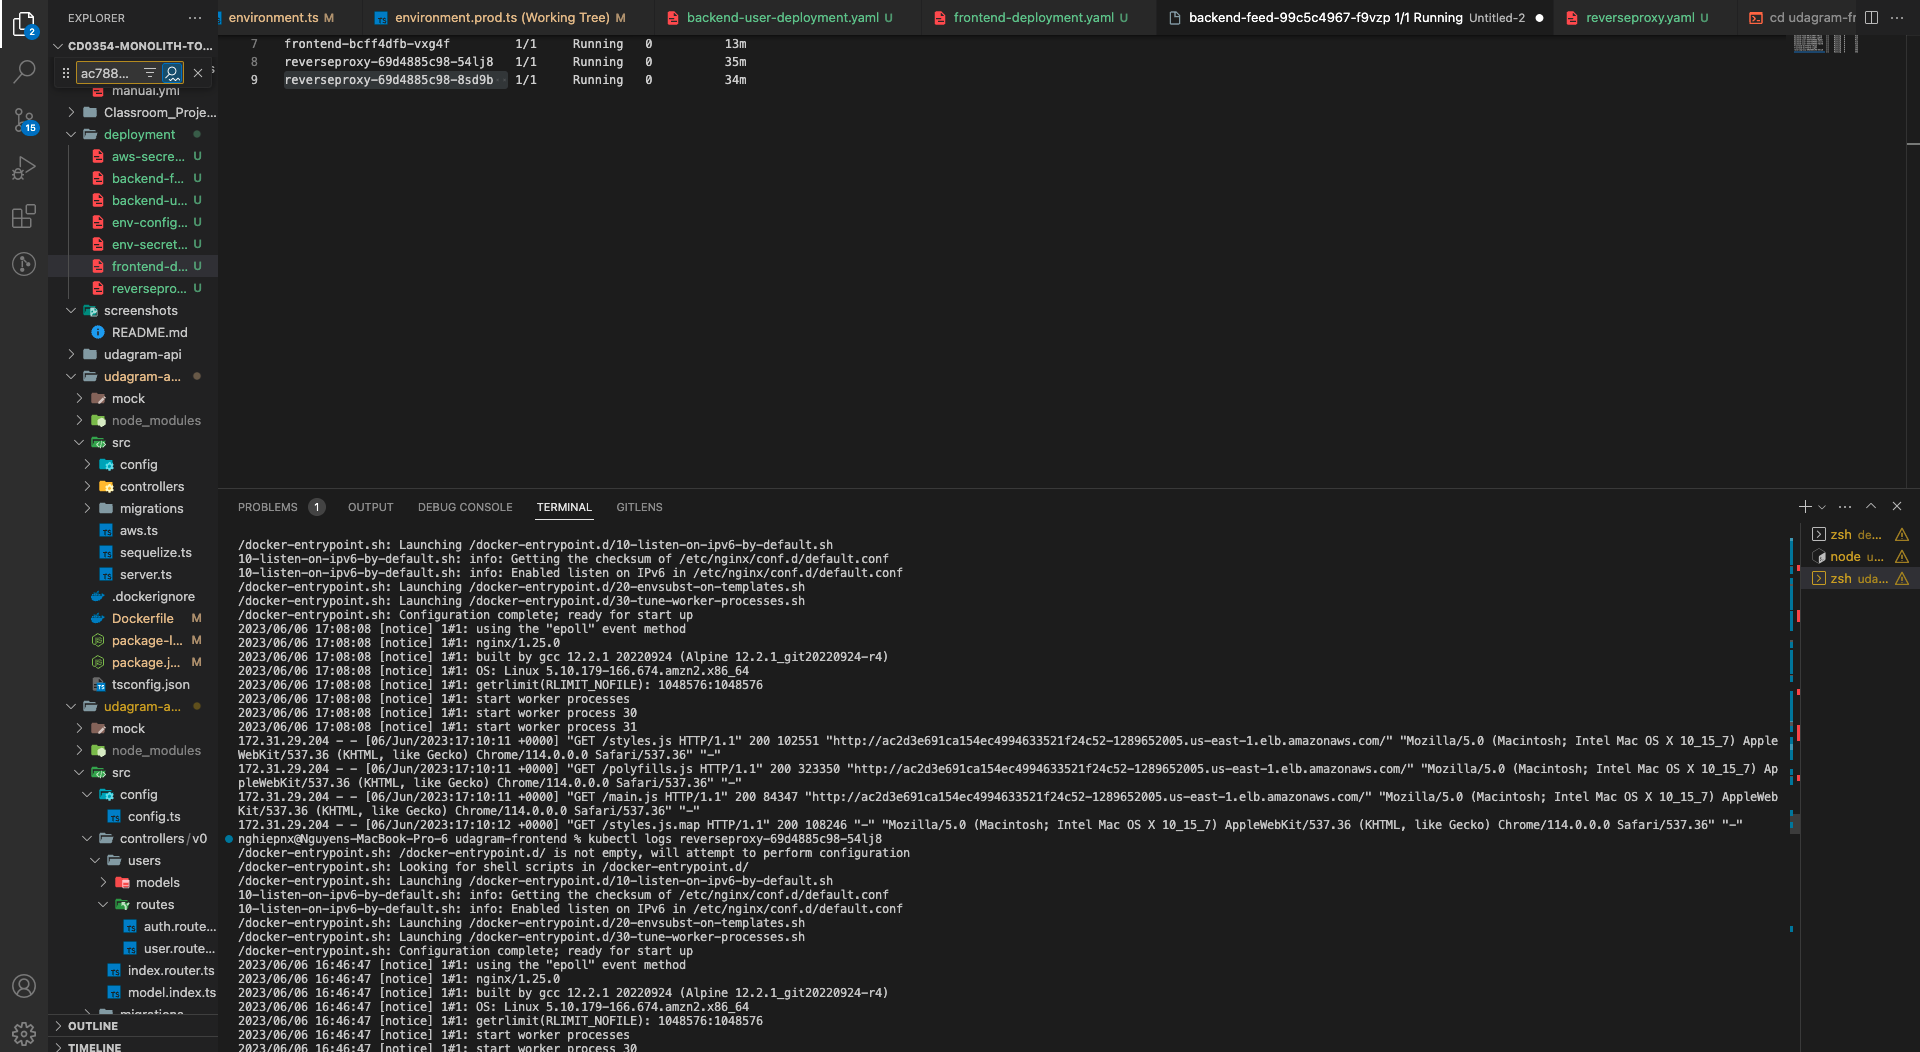 EXPLORER
environment.ts M
environment.prod.ts (Working Tree) M
backend-user-deployment.yaml U
frontend-deployment.yaml U
backend-feed-99c5c4967-f9vzp 1/1 Running Untitled-2
reverseproxy.yaml U
cd udagram-fr
2
CD0354-MONOLITH-TO...
ac788...
manual.yml
Classroom_Proje...
deployment
aws-secre... U
backend-f... U
backend-u... U
env-config... U
env-secret... U
frontend-d... U
reversepro... U
screenshots
README.md
udagram-api
udagram-a...
mock
node_modules
src
config
controllers
migrations
aws.ts
sequelize.ts
server.ts
.dockerignore
Dockerfile M
package-l... M
package.j... M
tsconfig.json
udagram-a...
mock
node_modules
src
config
config.ts
controllers/v0
users
models
routes
auth.route...
user.route...
index.router.ts
model.index.ts
migrations
OUTLINE
TIMELINE
15
7 frontend-bcff4dfb-vxg4f 1/1 Running 0 13m
8 reverseproxy-69d4885c98-54lj8 1/1 Running 0 35m
9 reverseproxy-69d4885c98-8sd9b 1/1 Running 0 34m
PROBLEMS 1 OUTPUT DEBUG CONSOLE TERMINAL GITLENS
zsh de...
node u...
zsh uda...
/docker-entrypoint.sh: Launching /docker-entrypoint.d/10-listen-on-ipv6-by-default.sh
10-listen-on-ipv6-by-default.sh: info: Getting the checksum of /etc/nginx/conf.d/default.conf
10-listen-on-ipv6-by-default.sh: info: Enabled listen on IPv6 in /etc/nginx/conf.d/default.conf
/docker-entrypoint.sh: Launching /docker-entrypoint.d/20-envsubst-on-templates.sh
/docker-entrypoint.sh: Launching /docker-entrypoint.d/30-tune-worker-processes.sh
/docker-entrypoint.sh: Configuration complete; ready for start up
2023/06/06 17:08:08 [notice] 1#1: using the "epoll" event method
2023/06/06 17:08:08 [notice] 1#1: nginx/1.25.0
2023/06/06 17:08:08 [notice] 1#1: built by gcc 12.2.1 20220924 (Alpine 12.2.1_git20220924-r4)
2023/06/06 17:08:08 [notice] 1#1: OS: Linux 5.10.179-166.674.amzn2.x86_64
2023/06/06 17:08:08 [notice] 1#1: getrlimit(RLIMIT_NOFILE): 1048576:1048576
2023/06/06 17:08:08 [notice] 1#1: start worker processes
2023/06/06 17:08:08 [notice] 1#1: start worker process 30
2023/06/06 17:08:08 [notice] 1#1: start worker process 31
172.31.29.204 - - [06/Jun/2023:17:10:11 +0000] "GET /styles.js HTTP/1.1" 200 102551 "http://ac2d3e691ca154ec4994633521f24c52-1289652005.us-east-1.elb.amazonaws.com/" "Mozilla/5.0 (Macintosh; Intel Mac OS X 10_15_7) Apple
WebKit/537.36 (KHTML, like Gecko) Chrome/114.0.0.0 Safari/537.36" "-"
172.31.29.204 - - [06/Jun/2023:17:10:11 +0000] "GET /polyfills.js HTTP/1.1" 200 323350 "http://ac2d3e691ca154ec4994633521f24c52-1289652005.us-east-1.elb.amazonaws.com/" "Mozilla/5.0 (Macintosh; Intel Mac OS X 10_15_7) Ap
pleWebKit/537.36 (KHTML, like Gecko) Chrome/114.0.0.0 Safari/537.36" "-"
172.31.29.204 - - [06/Jun/2023:17:10:11 +0000] "GET /main.js HTTP/1.1" 200 84347 "http://ac2d3e691ca154ec4994633521f24c52-1289652005.us-east-1.elb.amazonaws.com/" "Mozilla/5.0 (Macintosh; Intel Mac OS X 10_15_7) AppleWeb
Kit/537.36 (KHTML, like Gecko) Chrome/114.0.0.0 Safari/537.36" "-"
172.31.29.204 - - [06/Jun/2023:17:10:12 +0000] "GET /styles.js.map HTTP/1.1" 200 108246 "-" "Mozilla/5.0 (Macintosh; Intel Mac OS X 10_15_7) AppleWebKit/537.36 (KHTML, like Gecko) Chrome/114.0.0.0 Safari/537.36" "-"
nghiepnx@Nguyens-MacBook-Pro-6 udagram-frontend % kubectl logs reverseproxy-69d4885c98-54lj8
/docker-entrypoint.sh: /docker-entrypoint.d/ is not empty, will attempt to perform configuration
/docker-entrypoint.sh: Looking for shell scripts in /docker-entrypoint.d/
/docker-entrypoint.sh: Launching /docker-entrypoint.d/10-listen-on-ipv6-by-default.sh
10-listen-on-ipv6-by-default.sh: info: Getting the checksum of /etc/nginx/conf.d/default.conf
10-listen-on-ipv6-by-default.sh: info: Enabled listen on IPv6 in /etc/nginx/conf.d/default.conf
/docker-entrypoint.sh: Launching /docker-entrypoint.d/20-envsubst-on-templates.sh
/docker-entrypoint.sh: Launching /docker-entrypoint.d/30-tune-worker-processes.sh
/docker-entrypoint.sh: Configuration complete; ready for start up
2023/06/06 16:46:47 [notice] 1#1: using the "epoll" event method
2023/06/06 16:46:47 [notice] 1#1: nginx/1.25.0
2023/06/06 16:46:47 [notice] 1#1: built by gcc 12.2.1 20220924 (Alpine 12.2.1_git20220924-r4)
2023/06/06 16:46:47 [notice] 1#1: OS: Linux 5.10.179-166.674.amzn2.x86_64
2023/06/06 16:46:47 [notice] 1#1: getrlimit(RLIMIT_NOFILE): 1048576:1048576
2023/06/06 16:46:47 [notice] 1#1: start worker processes
2023/06/06 16:46:47 [notice] 1#1: start worker process 30